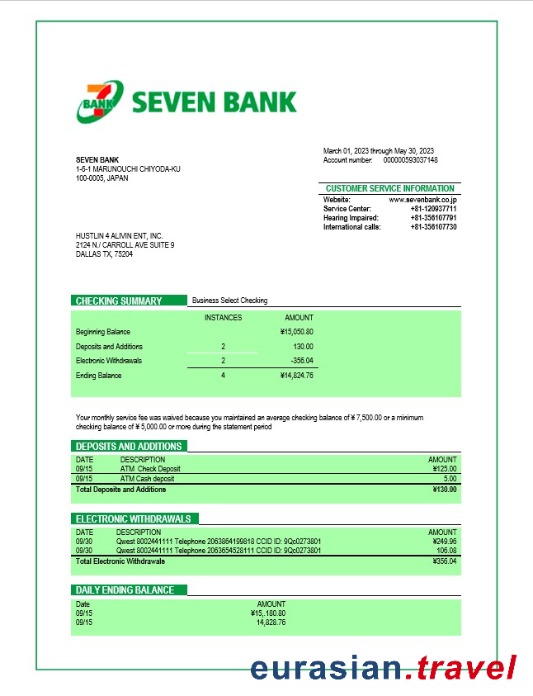 7
BANK
SEVEN BANK
March 01, 2023 through May 30, 2023
Account number: 000000593037148
SEVEN BANK
1-6-1 MARUNOUCHI CHIYODA-KU
100-0005, JAPAN
CUSTOMER SERVICE INFORMATION
Website: www.sevenbank.co.jp
Service Center: +81-120937711
Hearing Impaired: +81-356107791
International calls: +81-356107730
HUSTLIN 4 ALIVIN ENT, INC.
2124 N./ CARROLL AVE SUITE 9
DALLAS TX, 75204
CHECKING SUMMARY Business Select Checking
INSTANCES AMOUNT
Beginning Balance ¥15,050.80
Deposits and Additions 2 130.00
Electronic Withdrawals 2 -356.04
Ending Balance 4 ¥14,824.76
Your monthly service fee was waived because you maintained an average checking balance of ¥ 7,500.00 or a minimum
checking balance of ¥ 5,000.00 or more during the statement period
DEPOSITS AND ADDITIONS
DATE DESCRIPTION AMOUNT
09/15 ATM Check Deposit ¥125.00
09/15 ATM Cash deposit 5.00
Total Deposits and Additions ¥130.00
ELECTRONIC WITHDRAWALS
DATE DESCRIPTION AMOUNT
09/30 Qwest 8002441111 Telephone 2063864199818 CCID ID: 9Qc0273801 ¥249.96
09/30 Qwest 8002441111 Telephone 2063654528111 CCID ID: 9Qc0273801 106.08
Total Electronic Withdrawals ¥356.04
DAILY ENDING BALANCE
Date AMOUNT
09/15 ¥15,.180.80
09/15 14,828.76
eurasian.travel